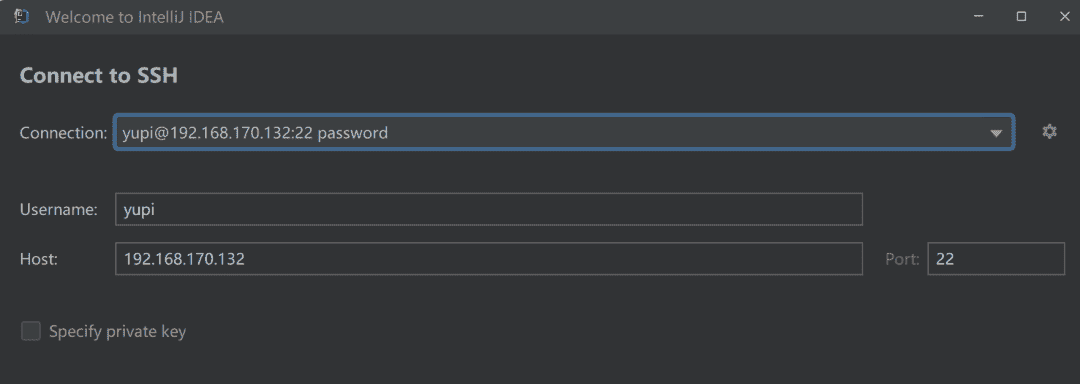 Welcome to IntelliJ IDEA
Connect to SSH
Connection: yupi@192.168.170.132:22 password
Username: yupi
Host: 192.168.170.132 Port: 22
Specify private key